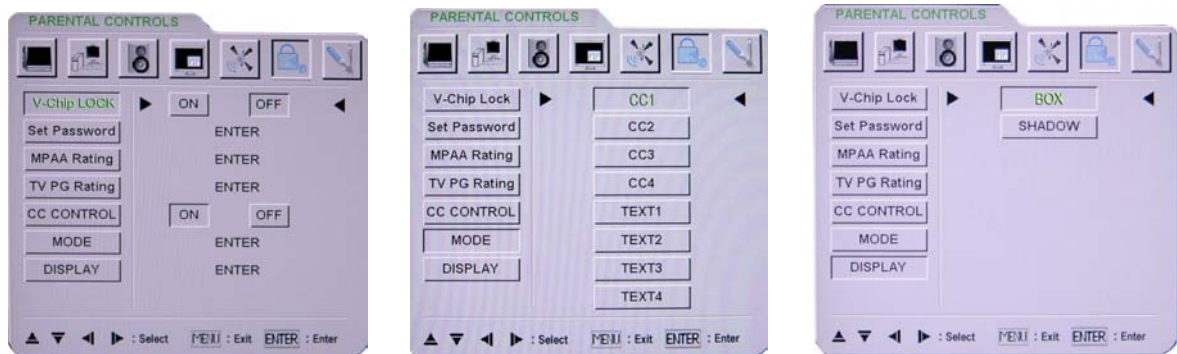 PARENTAL CONTROLS
V-Chip LOCK ON OFF
Set Password ENTER
MPAA Rating ENTER
TV PG Rating ENTER
CC CONTROL ON OFF
MODE ENTER
DISPLAY ENTER
: Select MENU : Exit ENTER : Enter
PARENTAL CONTROLS
V-Chip Lock CC1
Set Password CC2
MPAA Rating CC3
TV PG Rating CC4
CC CONTROL TEXT1
MODE TEXT2
DISPLAY TEXT3
TEXT4
: Select MENU : Exit ENTER : Enter
PARENTAL CONTROLS
V-Chip Lock BOX
Set Password SHADOW
MPAA Rating
TV PG Rating
CC CONTROL
MODE
DISPLAY
: Select MENU : Exit ENTER : Enter